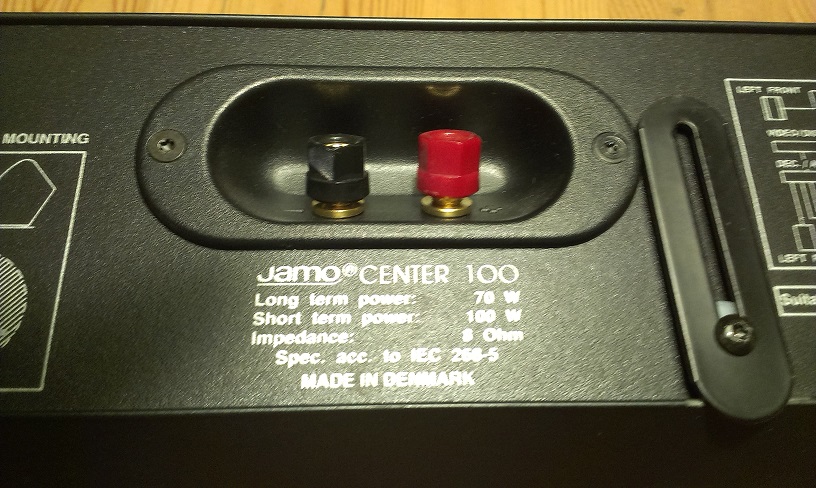 MOUNTING
LEFT FRONT
Jamo® CENTER 100
Long term power: 70 W
Short term power: 100 W
Impedance: 8 Ohm
Spec. acc. to IEC 268-5
MADE IN DENMARK
LEFT